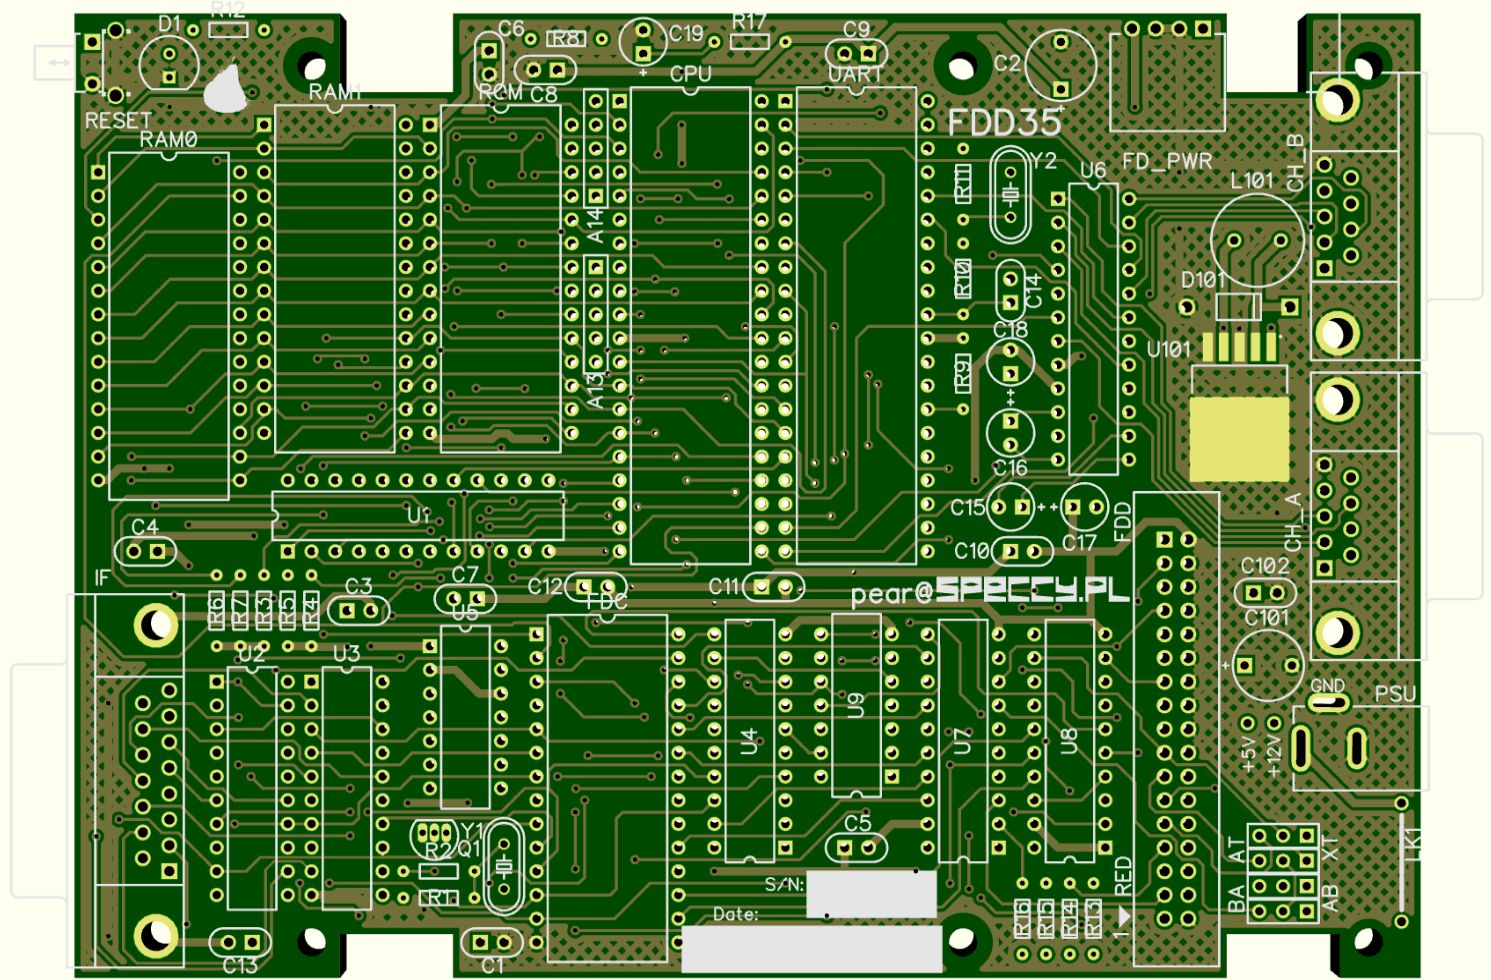 D1
R12
C6
R8
C19
R17
C9
C2
CPU
UART
RESET
RAM1
ROM
C8
FDD35
RAM0
FD_PWR
CH_B
Y2
U6
R11
L101
A14
R10
C14
D101
C18
U101
A13
R9
C16
U1
C15
C17
FDD
CH_A
C4
C10
IF
C7
C12
C11
C102
R6
R7
R3
R5
R4
C3
U5
FDC
pear@sperry.pl
C101
U2
U3
GND
PSU
U9
U4
U7
U8
+5V
+12V
Y1
Q1
C5
R2
AT
XT
LK1
S/N:
RED
R1
BA
AB
Date:
R16
R15
R14
R13
1
C13
C1